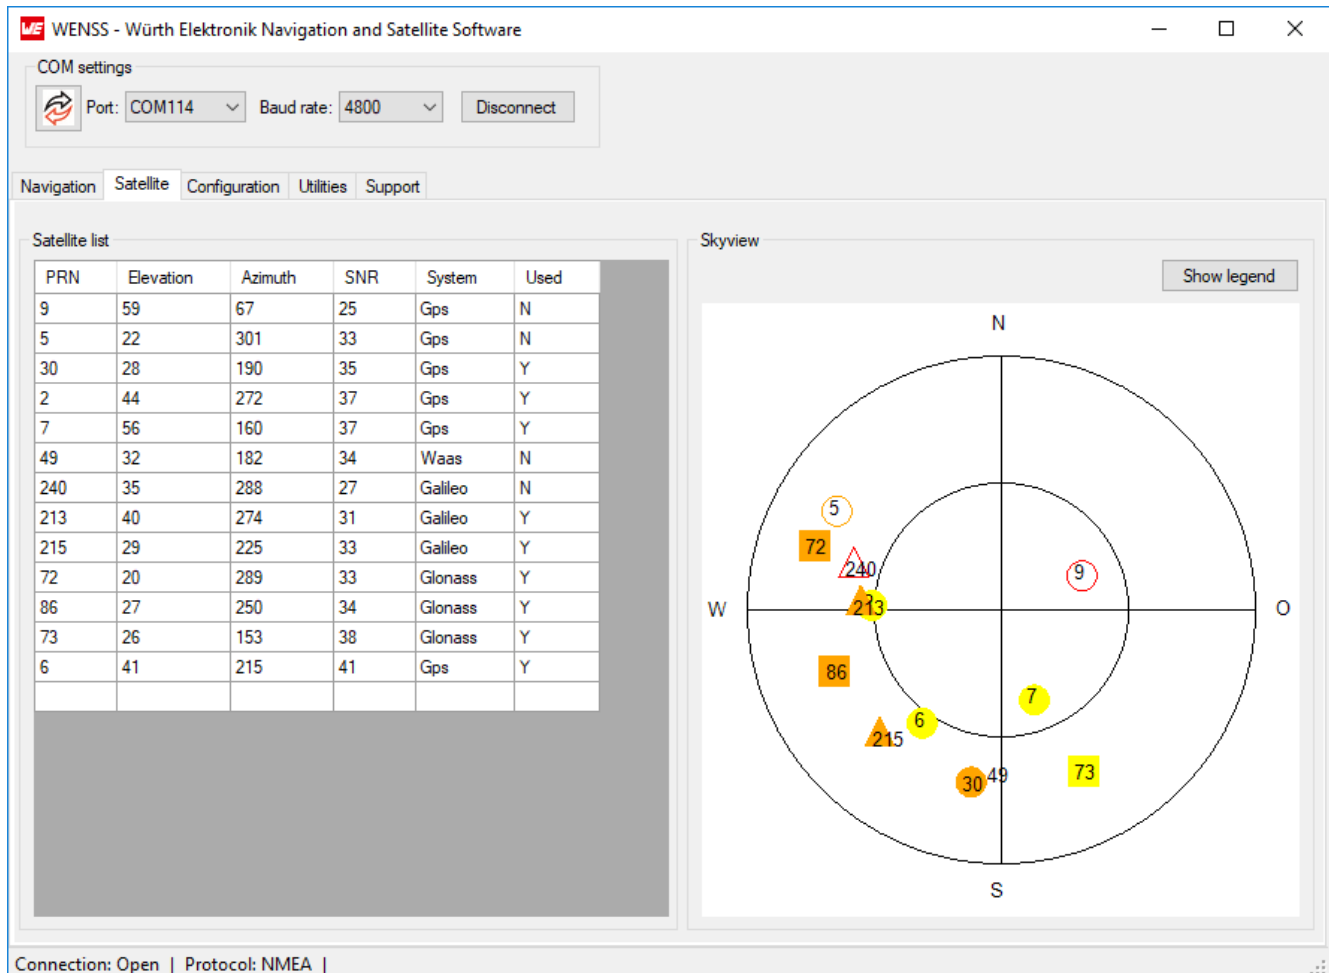 WE WENSS - Würth Elektronik Navigation and Satellite Software
COM settings
Port: COM114 Baud rate: 4800 Disconnect
Navigation Satellite Configuration Utilities Support
Satellite list
PRN Elevation Azimuth SNR System Used
9 59 67 25 Gps N
5 22 301 33 Gps N
30 28 190 35 Gps Y
2 44 272 37 Gps Y
7 56 160 37 Gps Y
49 32 182 34 Waas N
240 35 288 27 Galileo N
213 40 274 31 Galileo Y
215 29 225 33 Galileo Y
72 20 289 33 Glonass Y
86 27 250 34 Glonass Y
73 26 153 38 Glonass Y
6 41 215 41 Gps Y
Skyview
Show legend
N
5
72
240
9
213
W
O
86
7
6
215
73
30
49
S
Connection: Open | Protocol: NMEA |